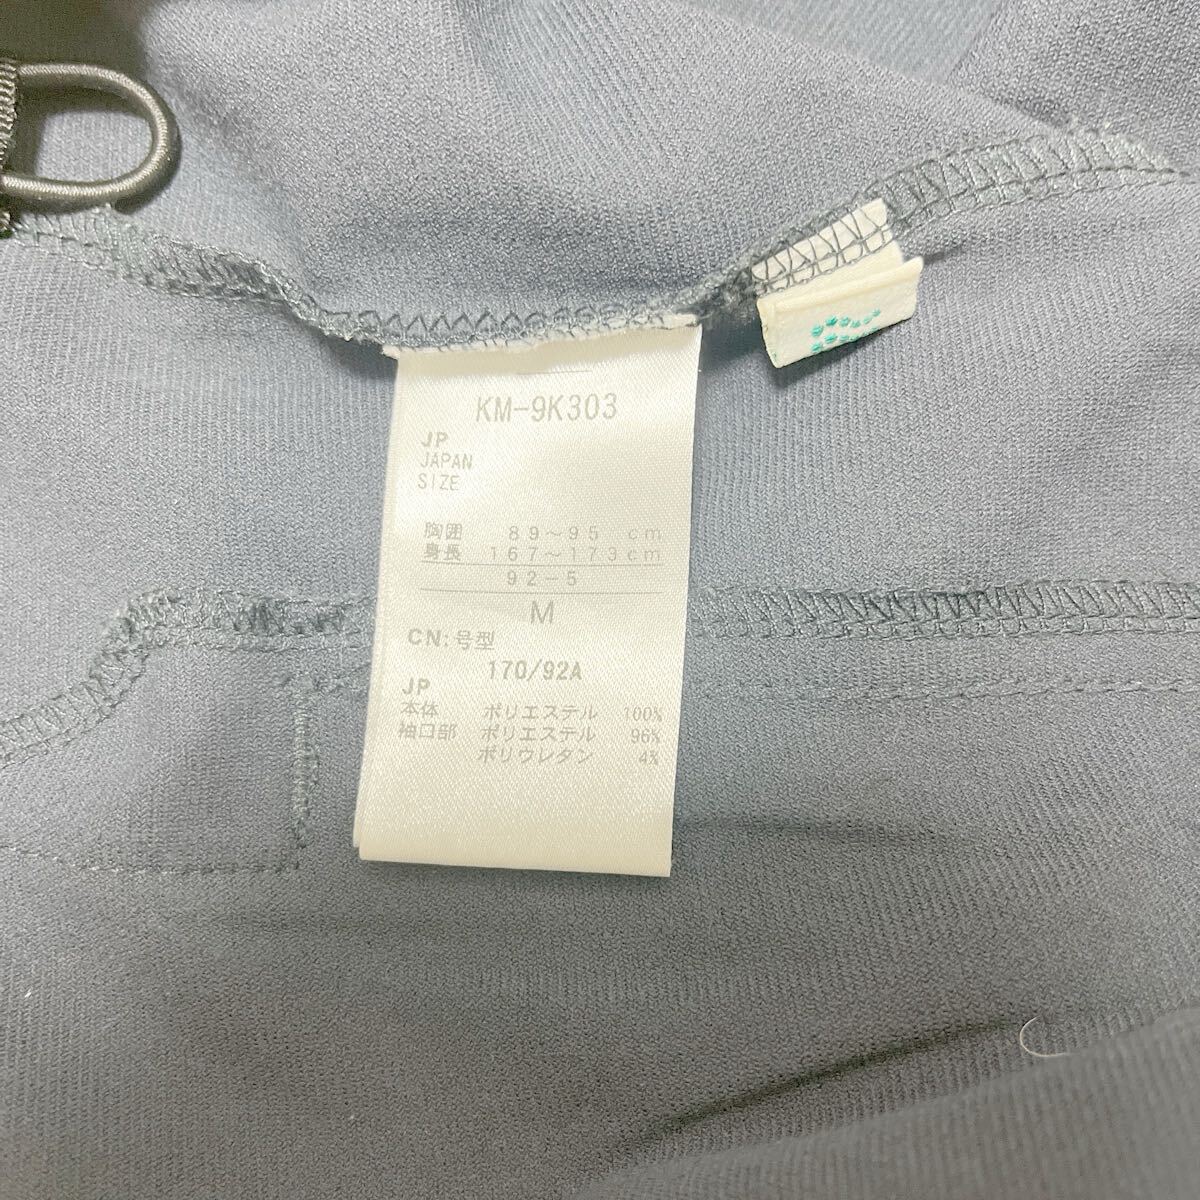 KM-9K303
JP
JAPAN
SIZE
胸囲 89～95 cm
身長 167～173cm
92-5
M
CN:号型
170/92A
JP
本体 ポリエステル 100%
袖口部 ポリエステル 96%
ポリウレタン 4%